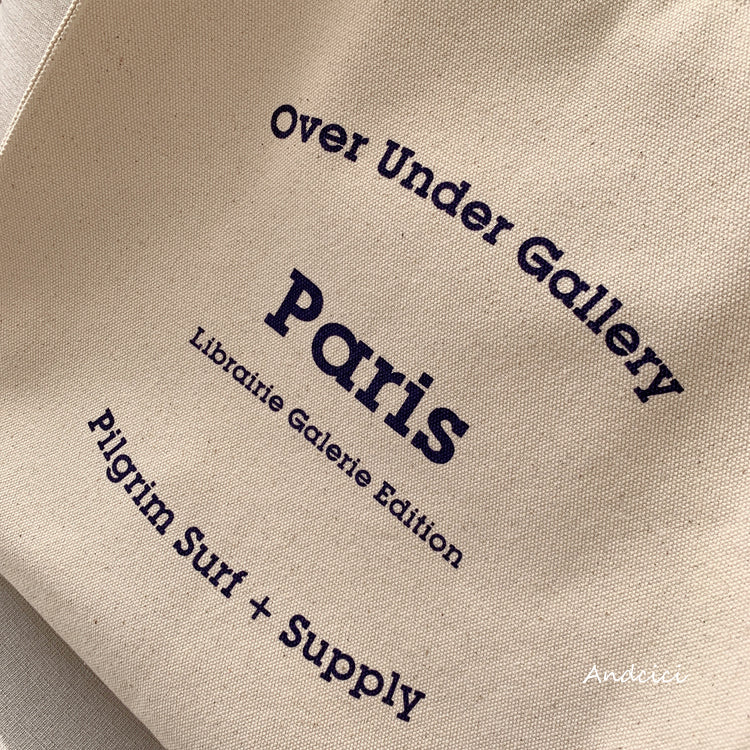 Over Under Gallery
Paris
Librairie Galerie Edition
Pilgrim Surf + Supply
Andcici